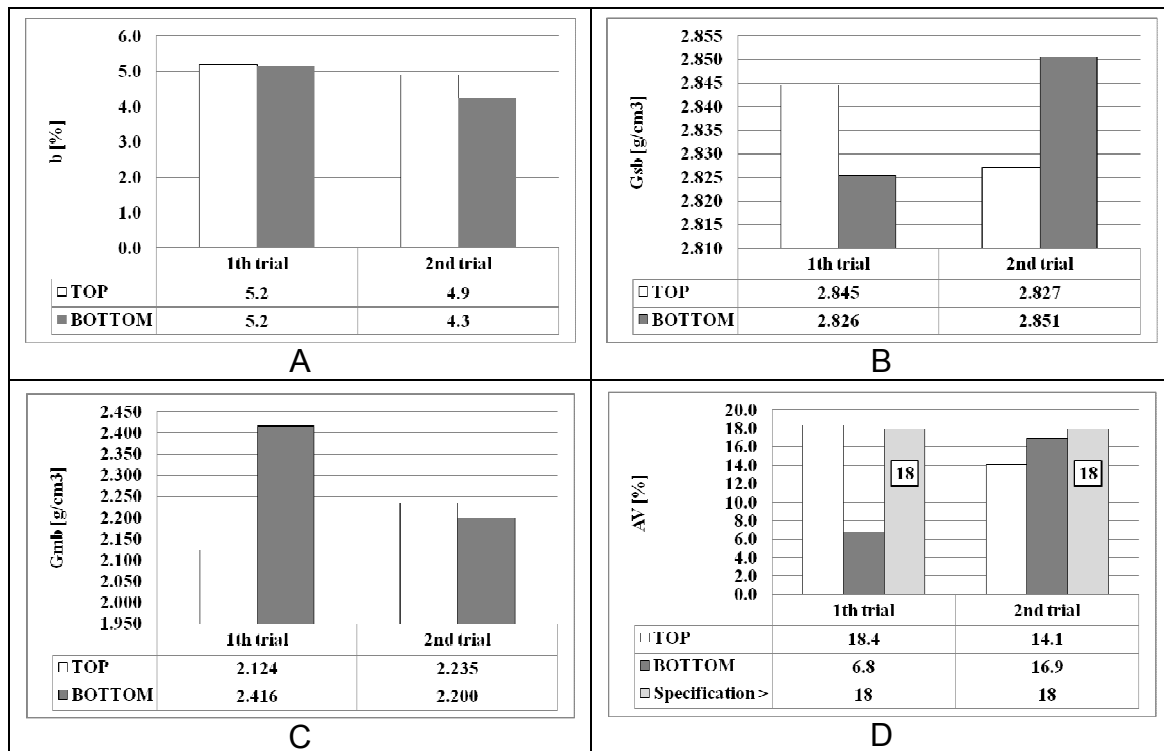 6.0
5.0
4.0
3.0
2.0
1.0
0.0
b [%]
1th trial 2nd trial
TOP 5.2 4.9
BOTTOM 5.2 4.3
A
2.855
2.850
2.845
2.840
2.835
2.830
2.825
2.820
2.815
2.810
Gsb [g/cm3]
1th trial 2nd trial
TOP 2.845 2.827
BOTTOM 2.826 2.851
B
2.450
2.400
2.350
2.300
2.250
2.200
2.150
2.100
2.050
2.000
1.950
Gmb [g/cm3]
1th trial 2nd trial
TOP 2.124 2.235
BOTTOM 2.416 2.200
C
20.0
18.0
16.0
14.0
12.0
10.0
8.0
6.0
4.0
2.0
0.0
AV [%]
18 18
1th trial 2nd trial
TOP 18.4 14.1
BOTTOM 6.8 16.9
Specification > 18 18
D